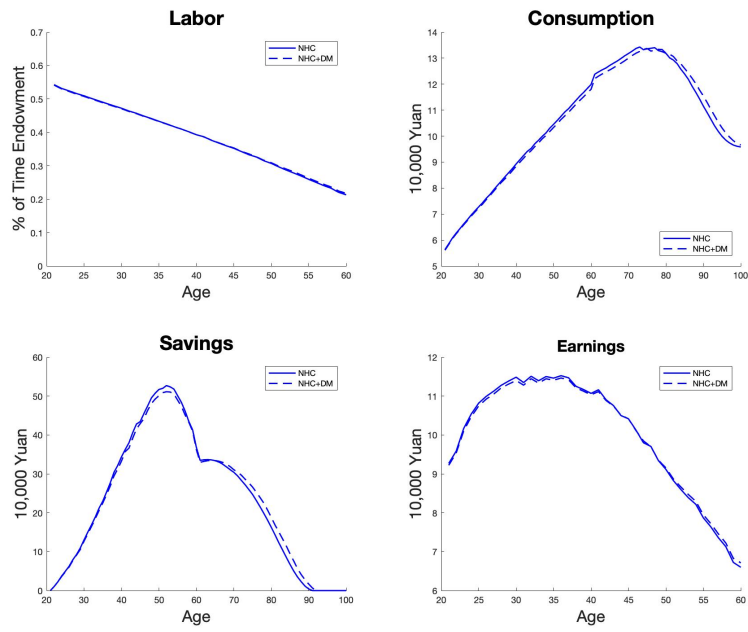 Labor
% of Time Endowment
0.7
0.6
0.5
0.4
0.3
0.2
0.1
0
NHC
NHC+DM
20 25 30 35 40 45 50 55 60
Age
Consumption
10,000 Yuan
14
13
12
11
10
9
8
7
6
5
NHC
NHC+DM
20 30 40 50 60 70 80 90 100
Age
Savings
10,000 Yuan
60
50
40
30
20
10
0
NHC
NHC+DM
20 30 40 50 60 70 80 90 100
Age
Earnings
10,000 Yuan
12
11
10
9
8
7
6
NHC
NHC+DM
20 25 30 35 40 45 50 55 60
Age